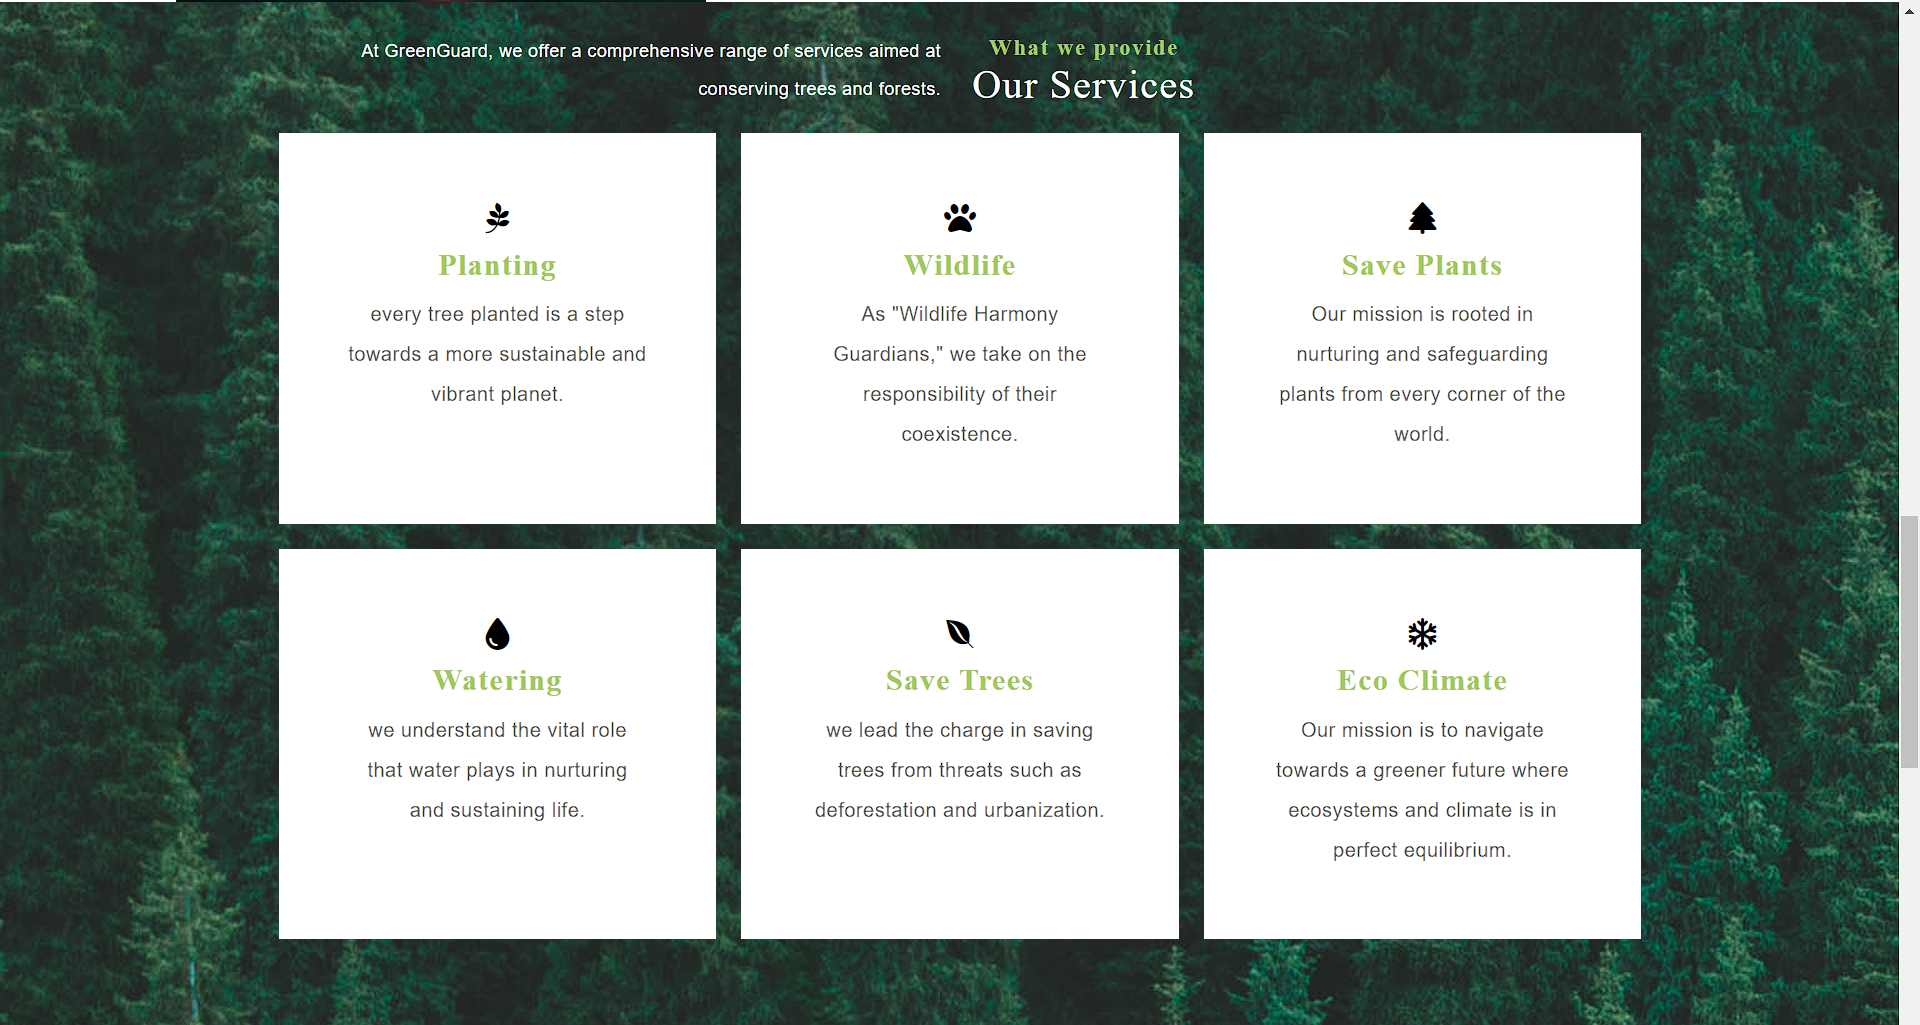 At GreenGuard, we offer a comprehensive range of services aimed at
conserving trees and forests.
What we provide
Our Services
Planting
every tree planted is a step
towards a more sustainable and
vibrant planet.
Wildlife
As "Wildlife Harmony
Guardians," we take on the
responsibility of their
coexistence.
Save Plants
Our mission is rooted in
nurturing and safeguarding
plants from every corner of the
world.
Watering
we understand the vital role
that water plays in nurturing
and sustaining life.
Save Trees
we lead the charge in saving
trees from threats such as
deforestation and urbanization.
Eco Climate
Our mission is to navigate
towards a greener future where
ecosystems and climate is in
perfect equilibrium.